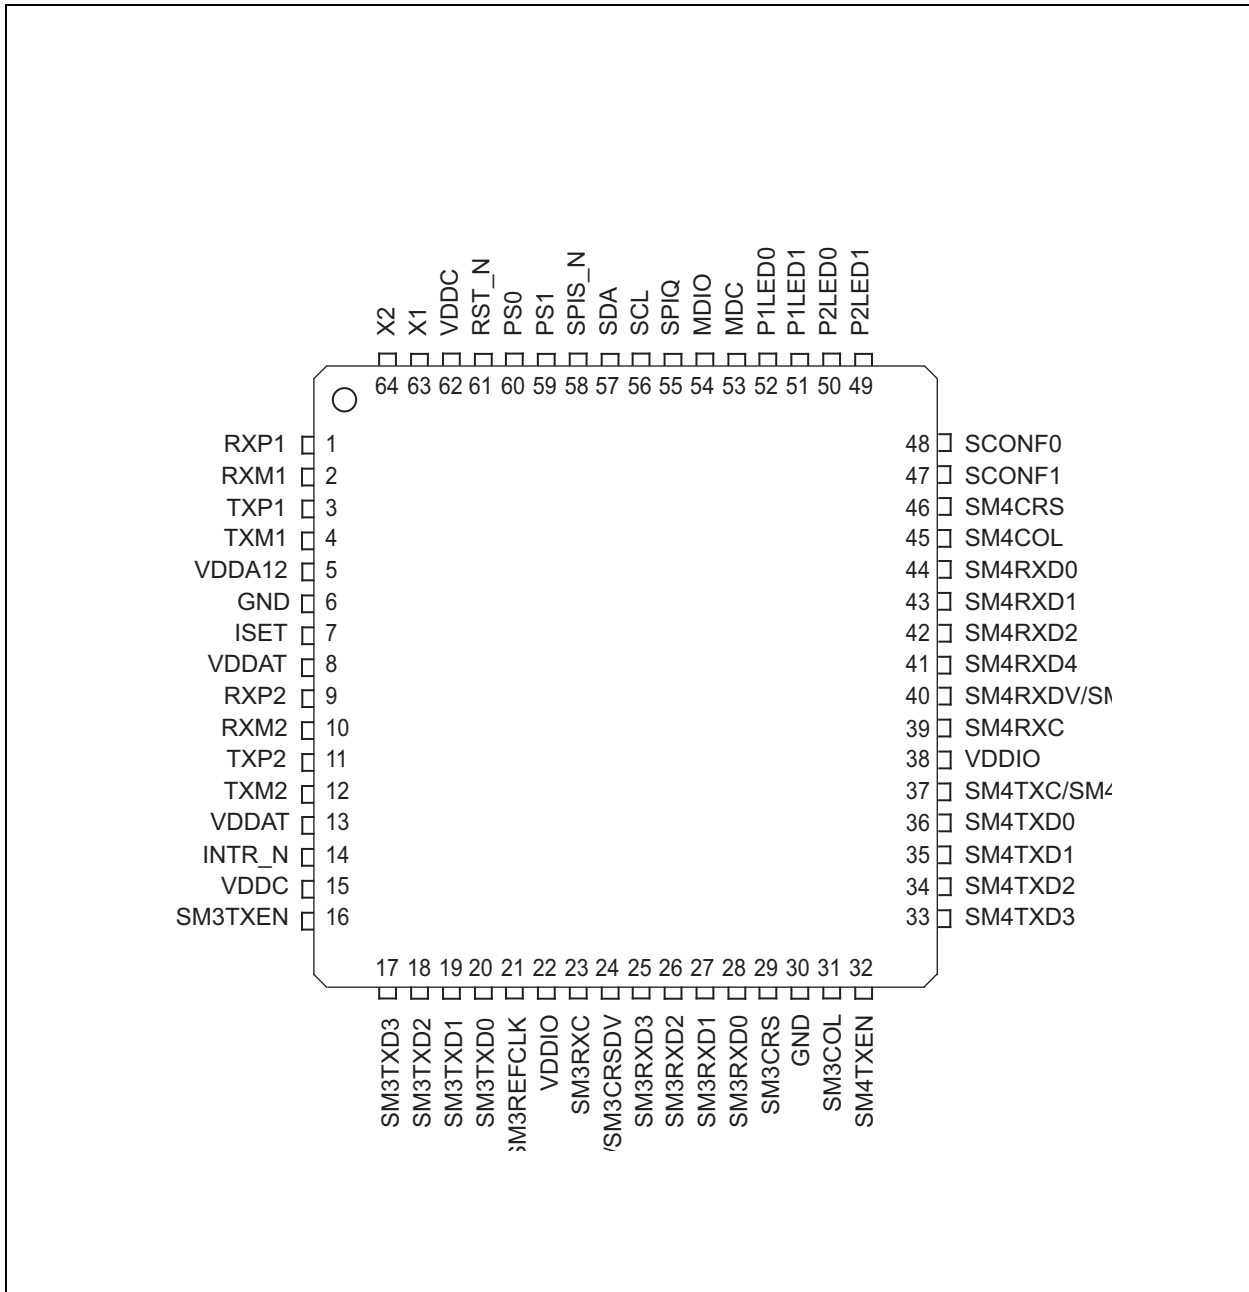 X2
X1
VDDC
RST_N
PS0
PS1
SPIS_N
SDA
SCL
SPIQ
MDIO
MDC
P1LED0
P1LED1
P2LED0
P2LED1
64 63 62 61 60 59 58 57 56 55 54 53 52 51 50 49
RXP1 1
RXM1 2
TXP1 3
TXM1 4
VDDA12 5
GND 6
ISET 7
VDDAT 8
RXP2 9
RXM2 10
TXP2 11
TXM2 12
VDDAT 13
INTR_N 14
VDDC 15
SM3TXEN 16
48 SCONF0
47 SCONF1
46 SM4CRS
45 SM4COL
44 SM4RXD0
43 SM4RXD1
42 SM4RXD2
41 SM4RXD4
40 SM4RXDV/
39 SM4RXC
38 VDDIO
37 SM4TXC/
36 SM4TXD0
35 SM4TXD1
34 SM4TXD2
33 SM4TXD3
17 18 19 20 21 22 23 24 25 26 27 28 29 30 31 32
SM3TXD3
SM3TXD2
SM3TXD1
SM3TXD0
SM3REFCLK
VDDIO
SM3RXC
/SM3CRSDV
SM3RXD3
SM3RXD2
SM3RXD1
SM3RXD0
SM3CRS
GND
SM3COL
SM4TXEN